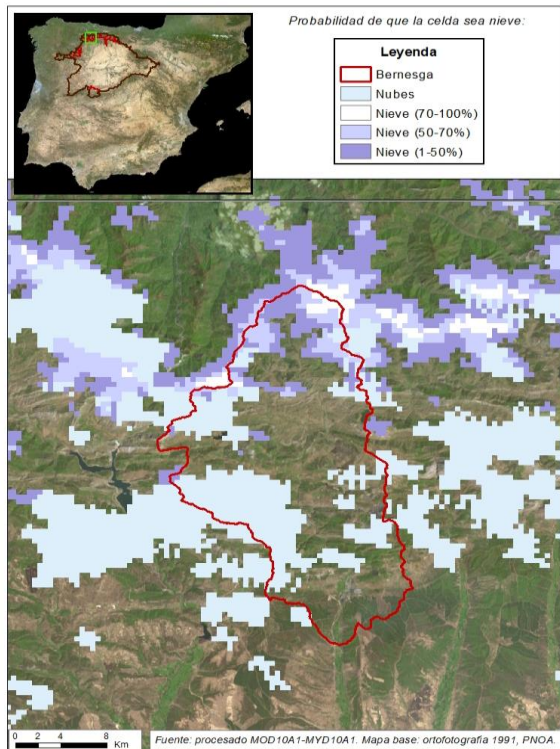 Probabilidad de que la celda sea nieve:
Leyenda
Bernesga
Nubes
Nieve (70-100%)
Nieve (50-70%)
Nieve (1-50%)
0 2 4 8
Km
Fuente: procesado MOD10A1-MYD10A1. Mapa base: ortofotografía 1991, PNOA